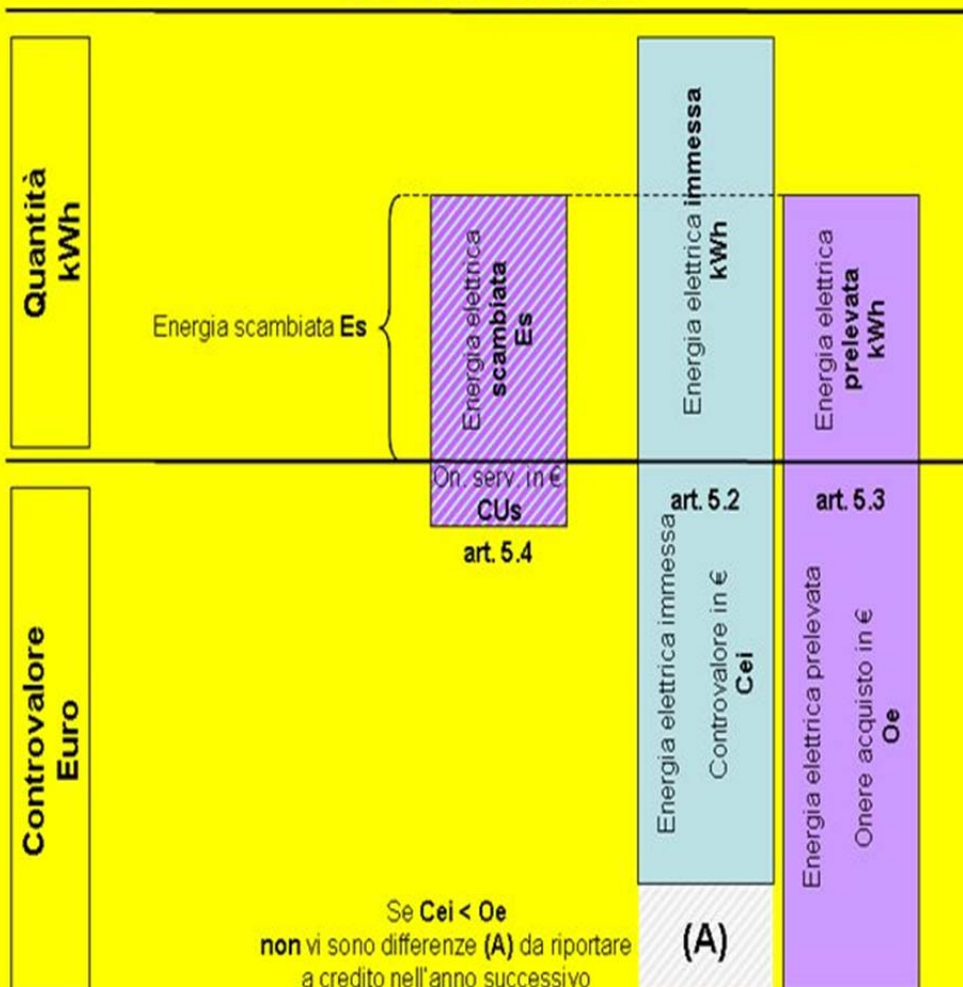 Quantità
kWh
Energia scambiata Es
Energia elettrica
scambiata
Es
Energia elettrica immessa
kWh
Energia elettrica
prelevata
kWh
Controvalore
Euro
On. serv. in €
CUs
art. 5.4
art. 5.2
Energia elettrica immessa
Controvalore in €
Cei
art. 5.3
Energia elettrica prelevata
Onere acquisto in €
Oe
Se Cei < Oe
non vi sono differenze (A) da riportare
a credito nell'anno successivo
(A)